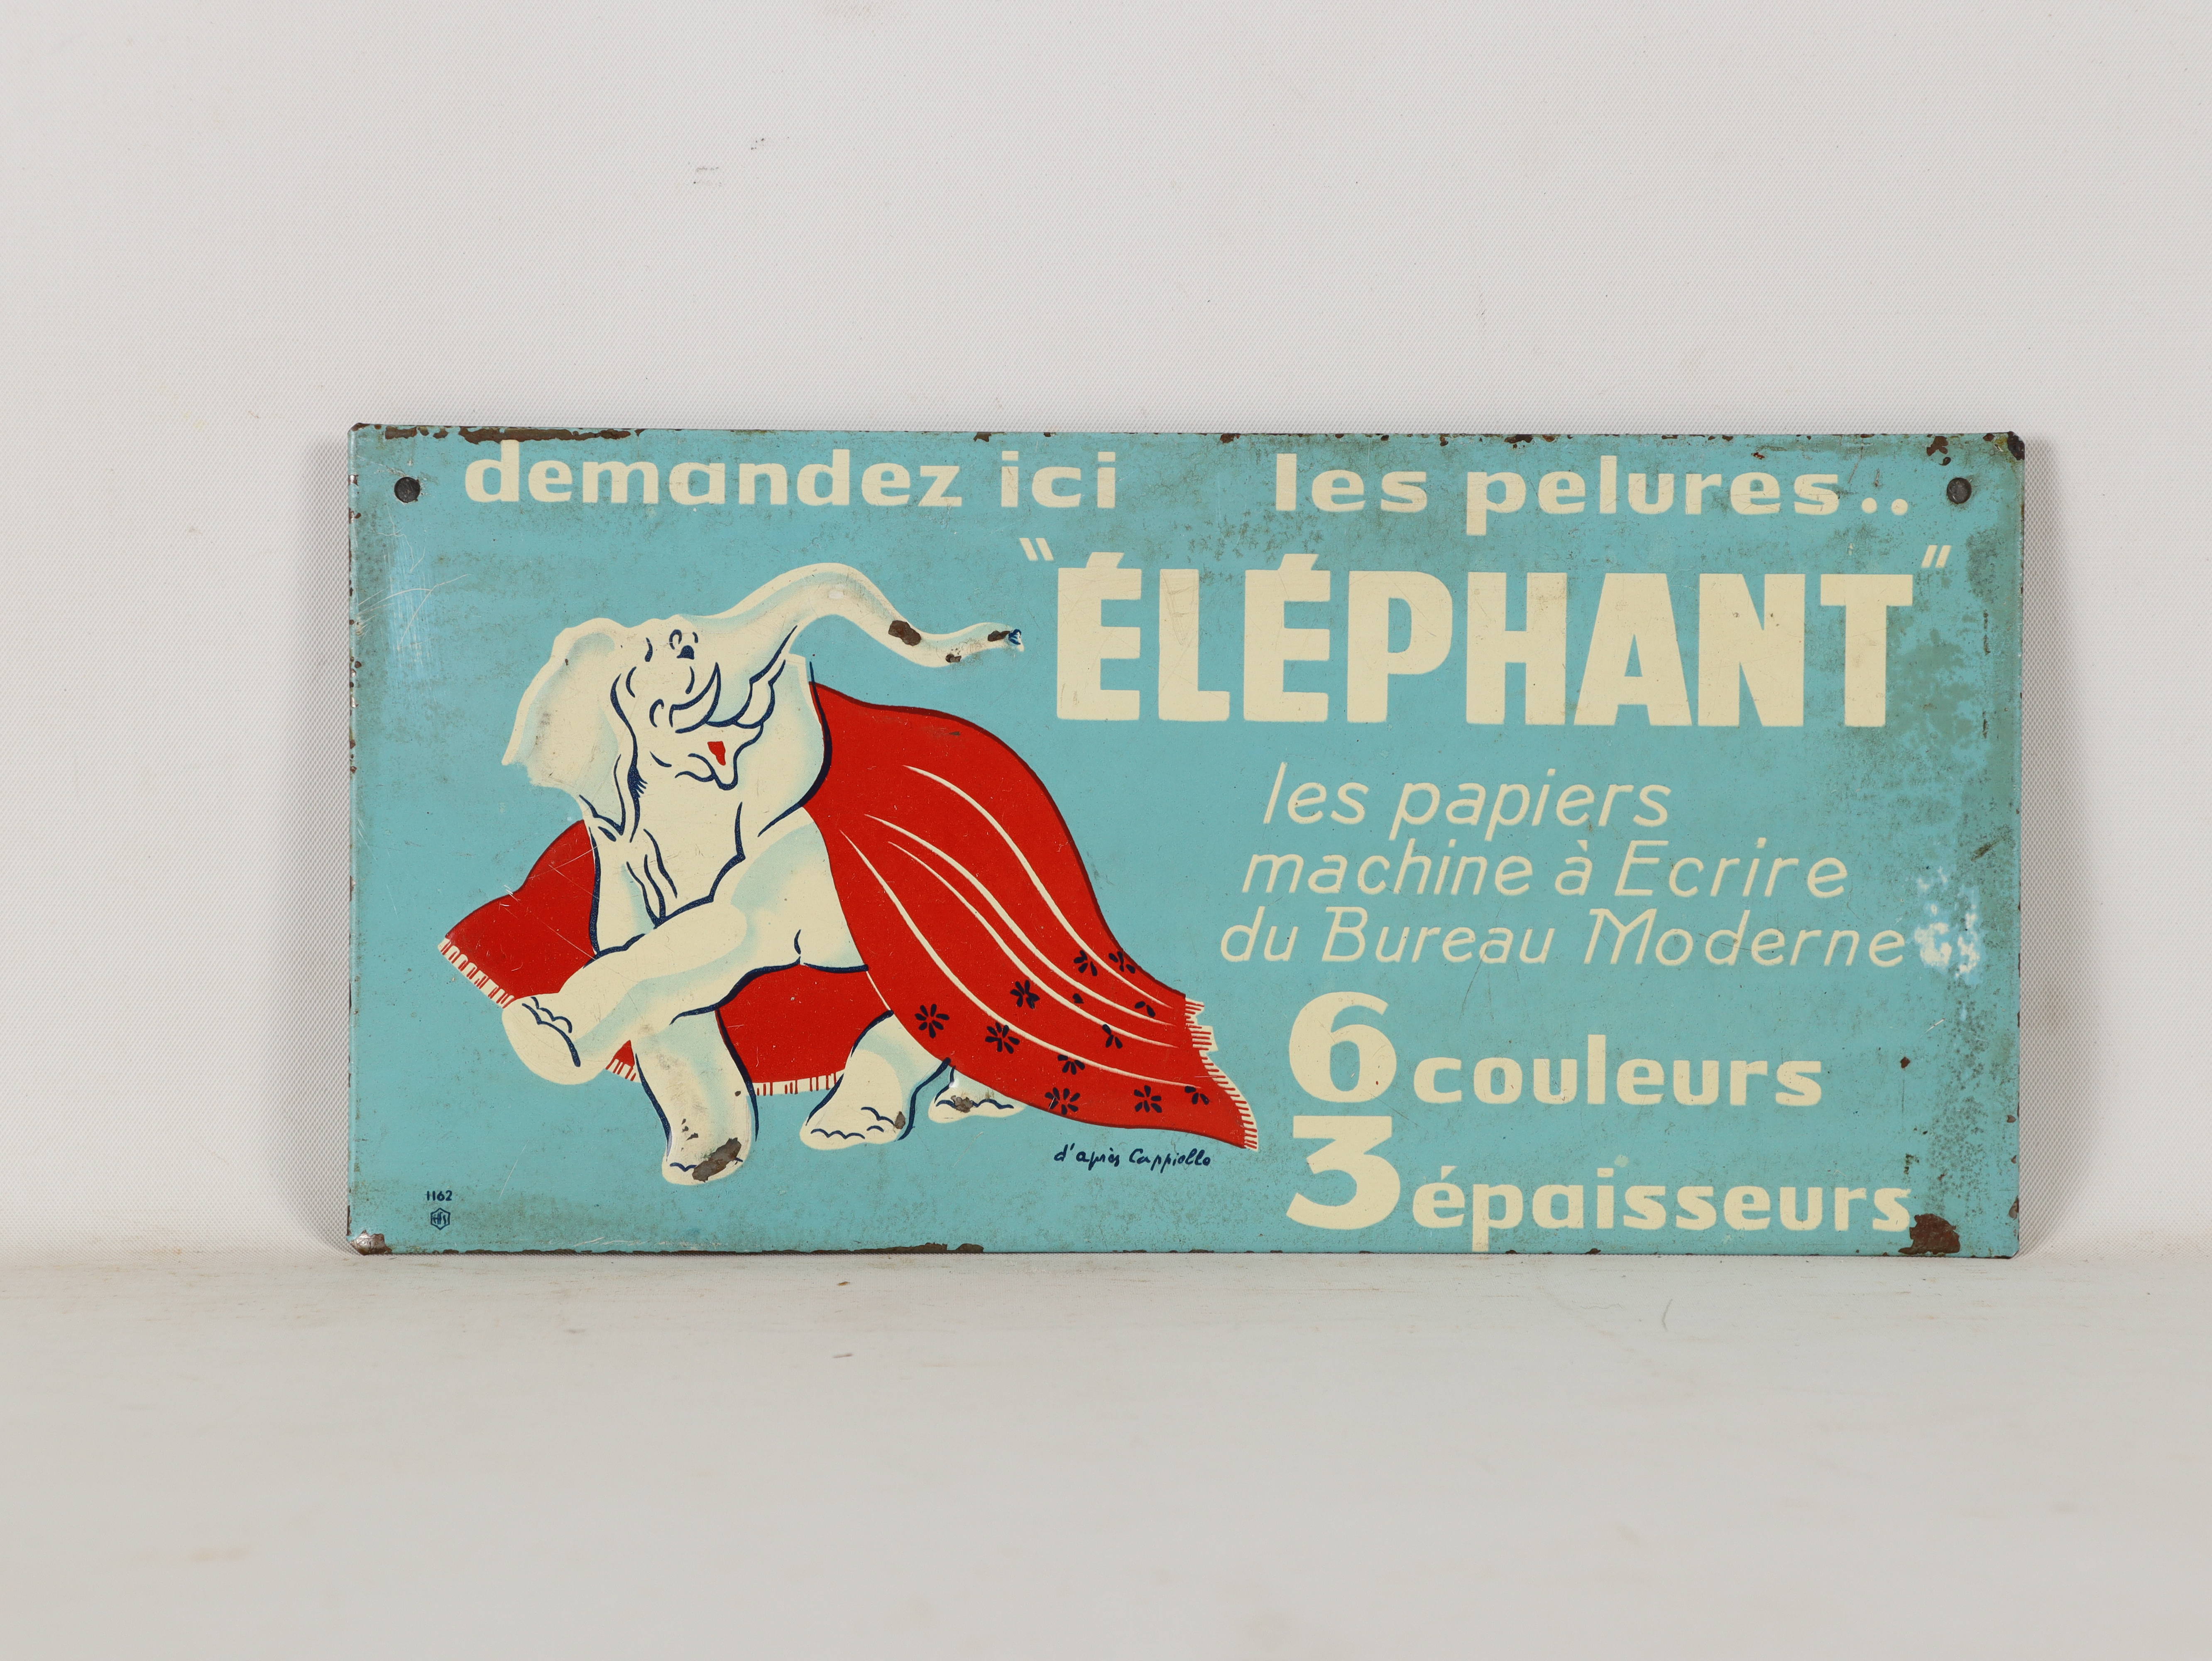 demandez ici les pelures..
"ÉLÉPHANT"
les papiers
machine à Ecrire
du Bureau Moderne
6 couleurs
3 épaisseurs
d'après Cappiello
1162